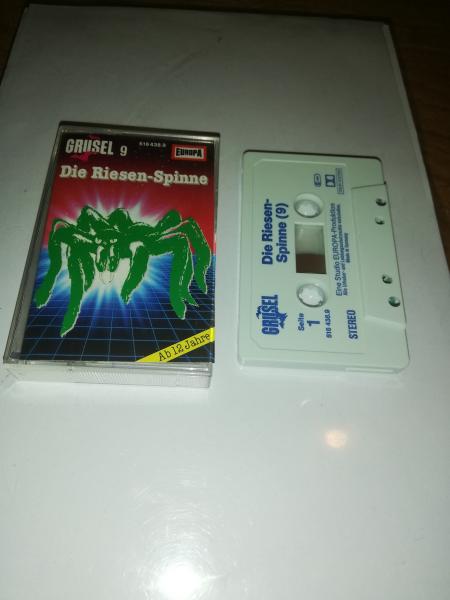 GRUSEL 9
616 438.9
EUROPA
Die Riesen-Spinne
Ab 12 Jahre
GRUSEL
Die Riesen-
Spinne (9)
Seite
1
616 438.9
STEREO
Eine Studio EUROPA-Produktion